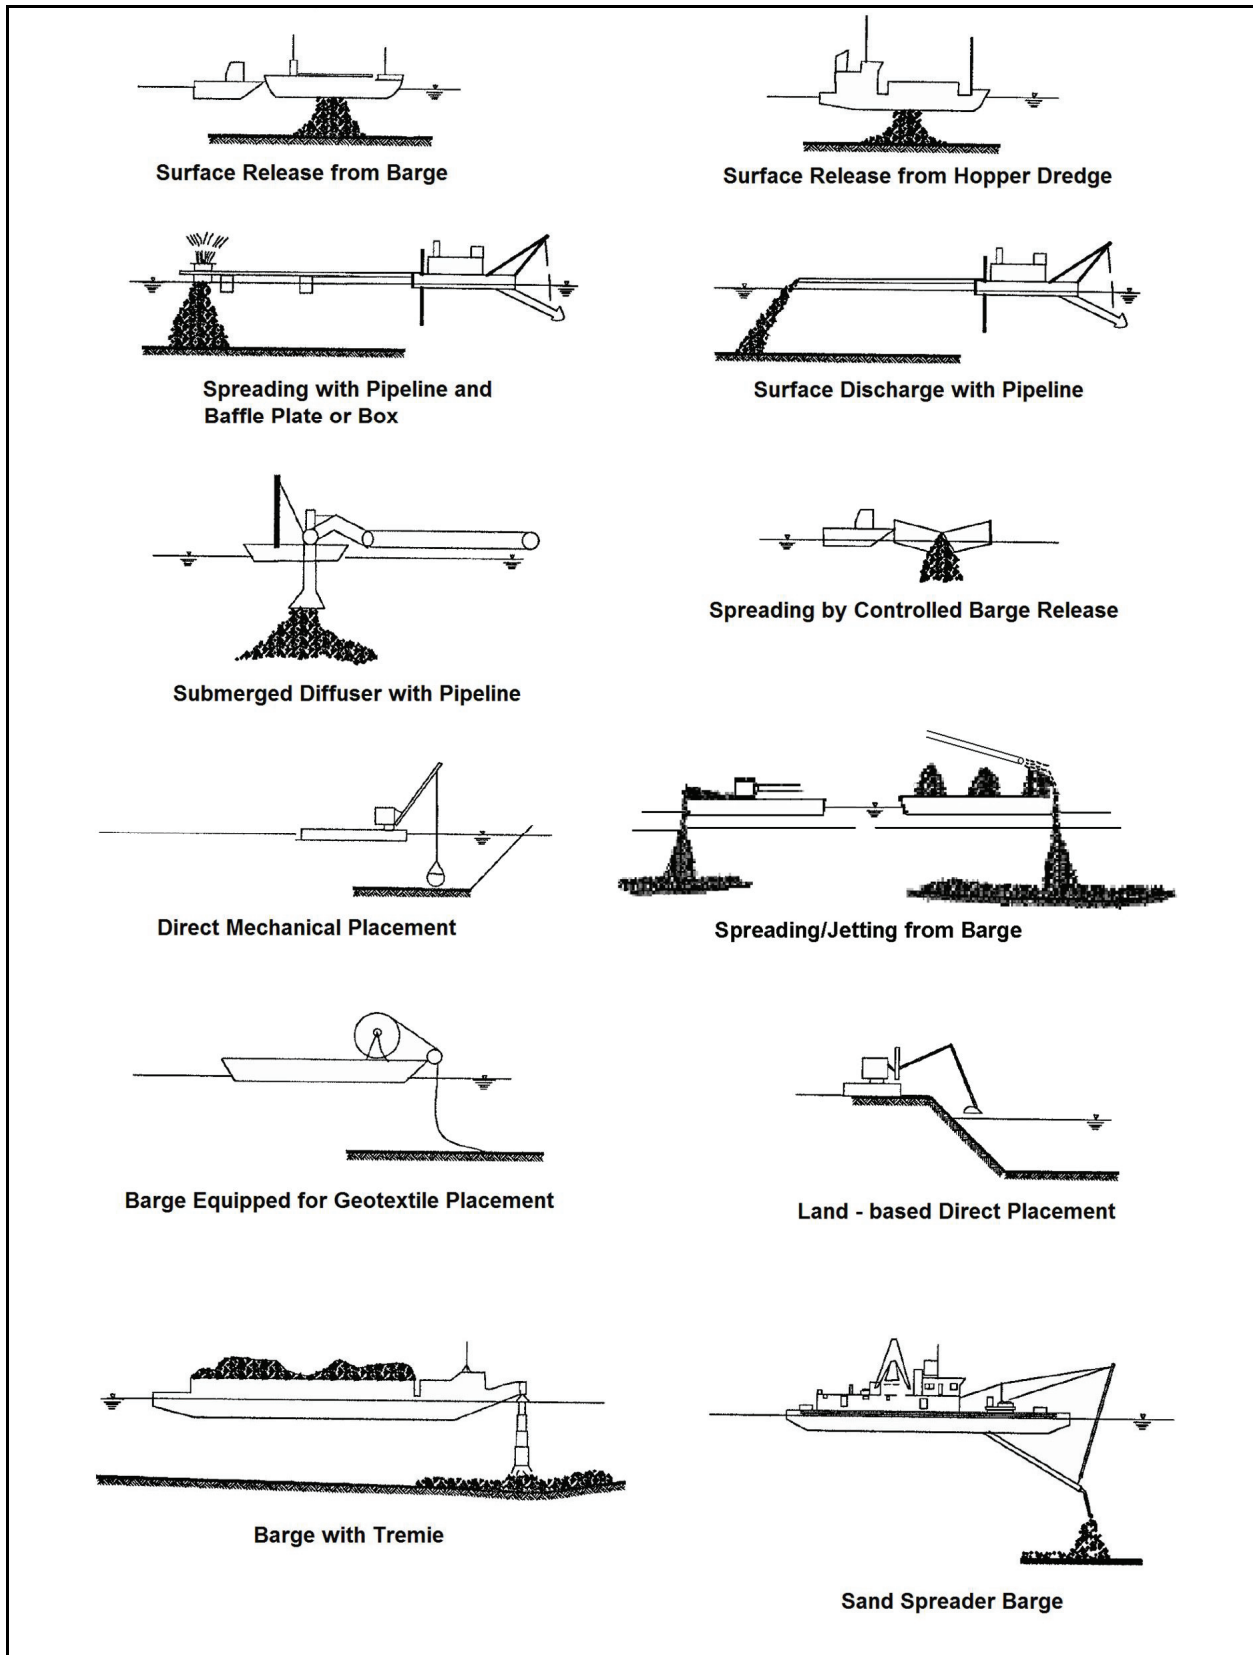 Surface Release from Barge
Surface Release from Hopper Dredge
Spreading with Pipeline and
Baffle Plate or Box
Surface Discharge with Pipeline
Submerged Diffuser with Pipeline
Spreading by Controlled Barge Release
Direct Mechanical Placement
Spreading/Jetting from Barge
Barge Equipped for Geotextile Placement
Land - based Direct Placement
Barge with Tremie
Sand Spreader Barge